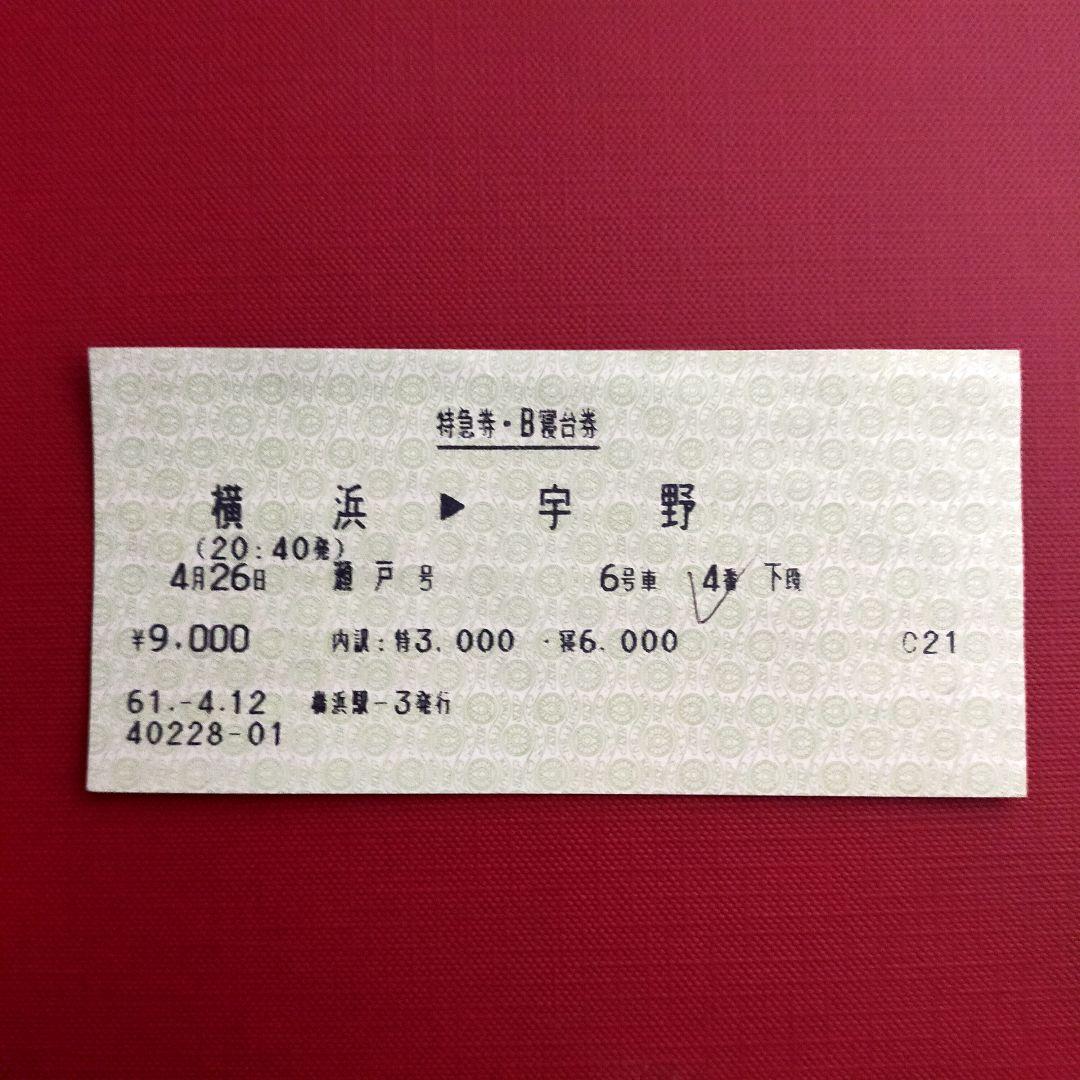 特急券・B寝台券
横浜▶宇野
(20:40発)
4月26日 瀬戸号 6号車 4番 下段
¥9,000 内訳:特3,000・寝6,000 C21
61.-4.12 横浜駅-3発行
40228-01